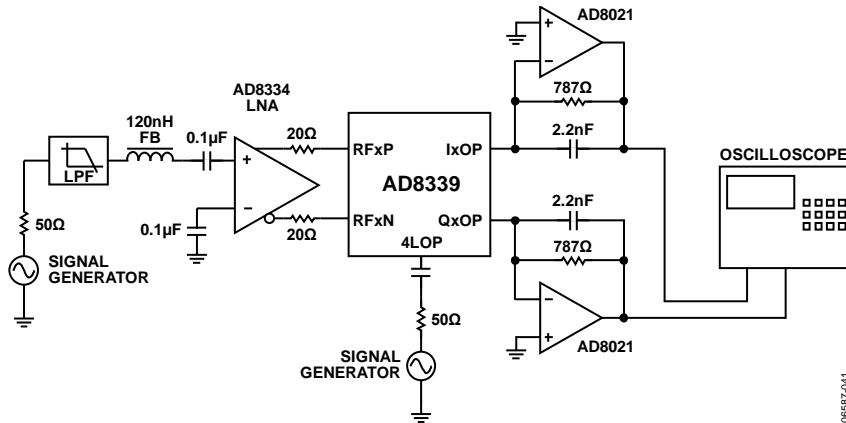 AD8021
AD8334
LNA
787Ω
120nH
FB
0.1µF
20Ω
2.2nF
LPF
RFxP
IxOP
OSCILLOSCOPE
AD8339
50Ω
0.1µF
20Ω
RFxN
QxOP
2.2nF
4LOP
787Ω
SIGNAL
GENERATOR
50Ω
AD8021
SIGNAL
GENERATOR
06587-041